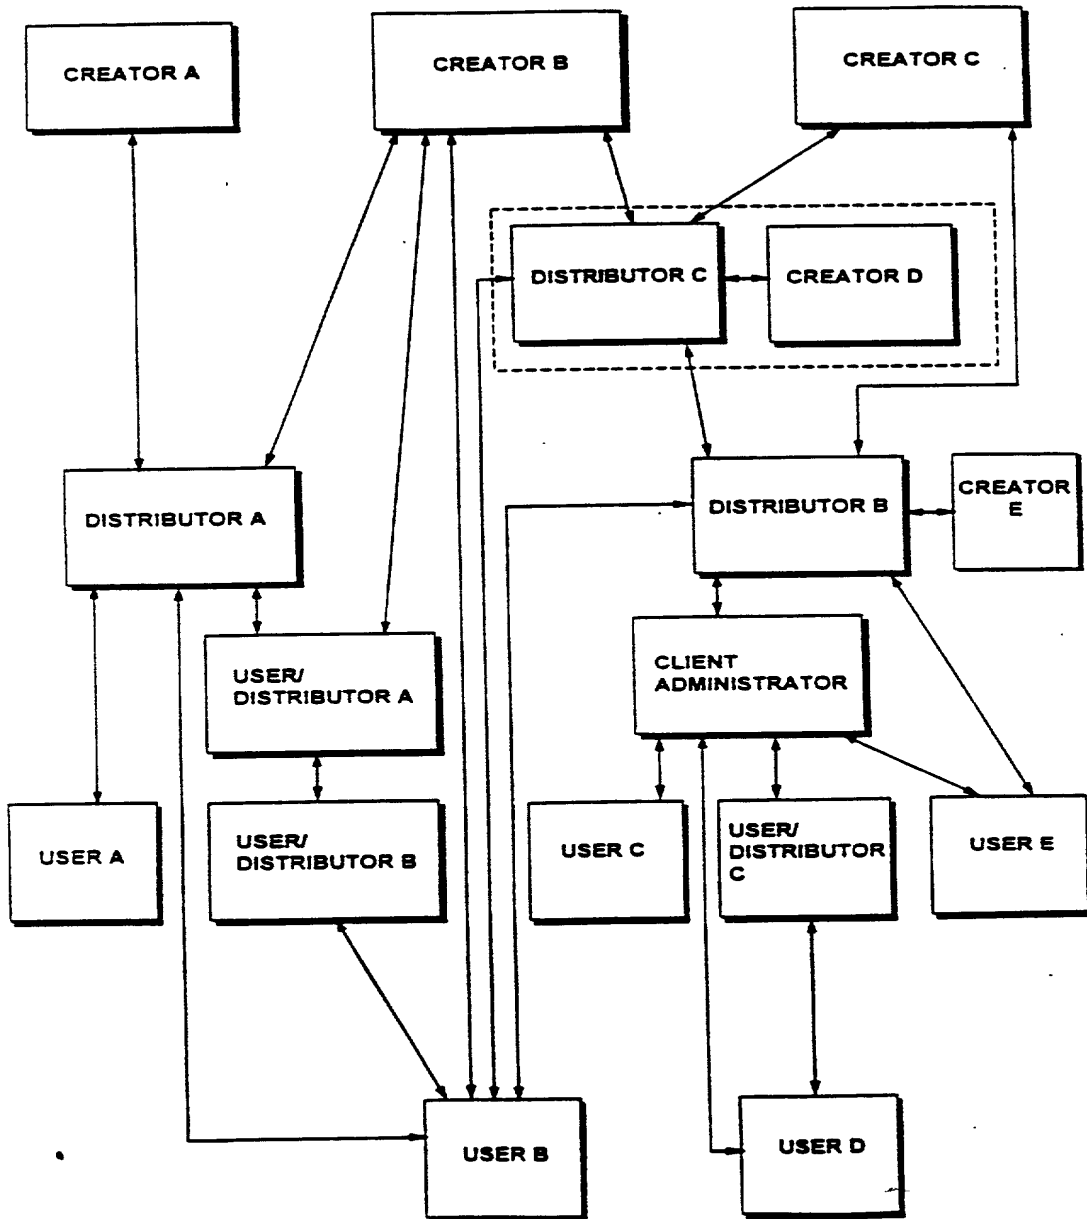 CREATOR A
CREATOR B
CREATOR C
DISTRIBUTOR C
CREATOR D
DISTRIBUTOR A
DISTRIBUTOR B
CREATOR
E
USER/
DISTRIBUTOR A
CLIENT
ADMINISTRATOR
USER A
USER/
DISTRIBUTOR B
USER C
USER/
DISTRIBUTOR
C
USER E
USER B
USER D